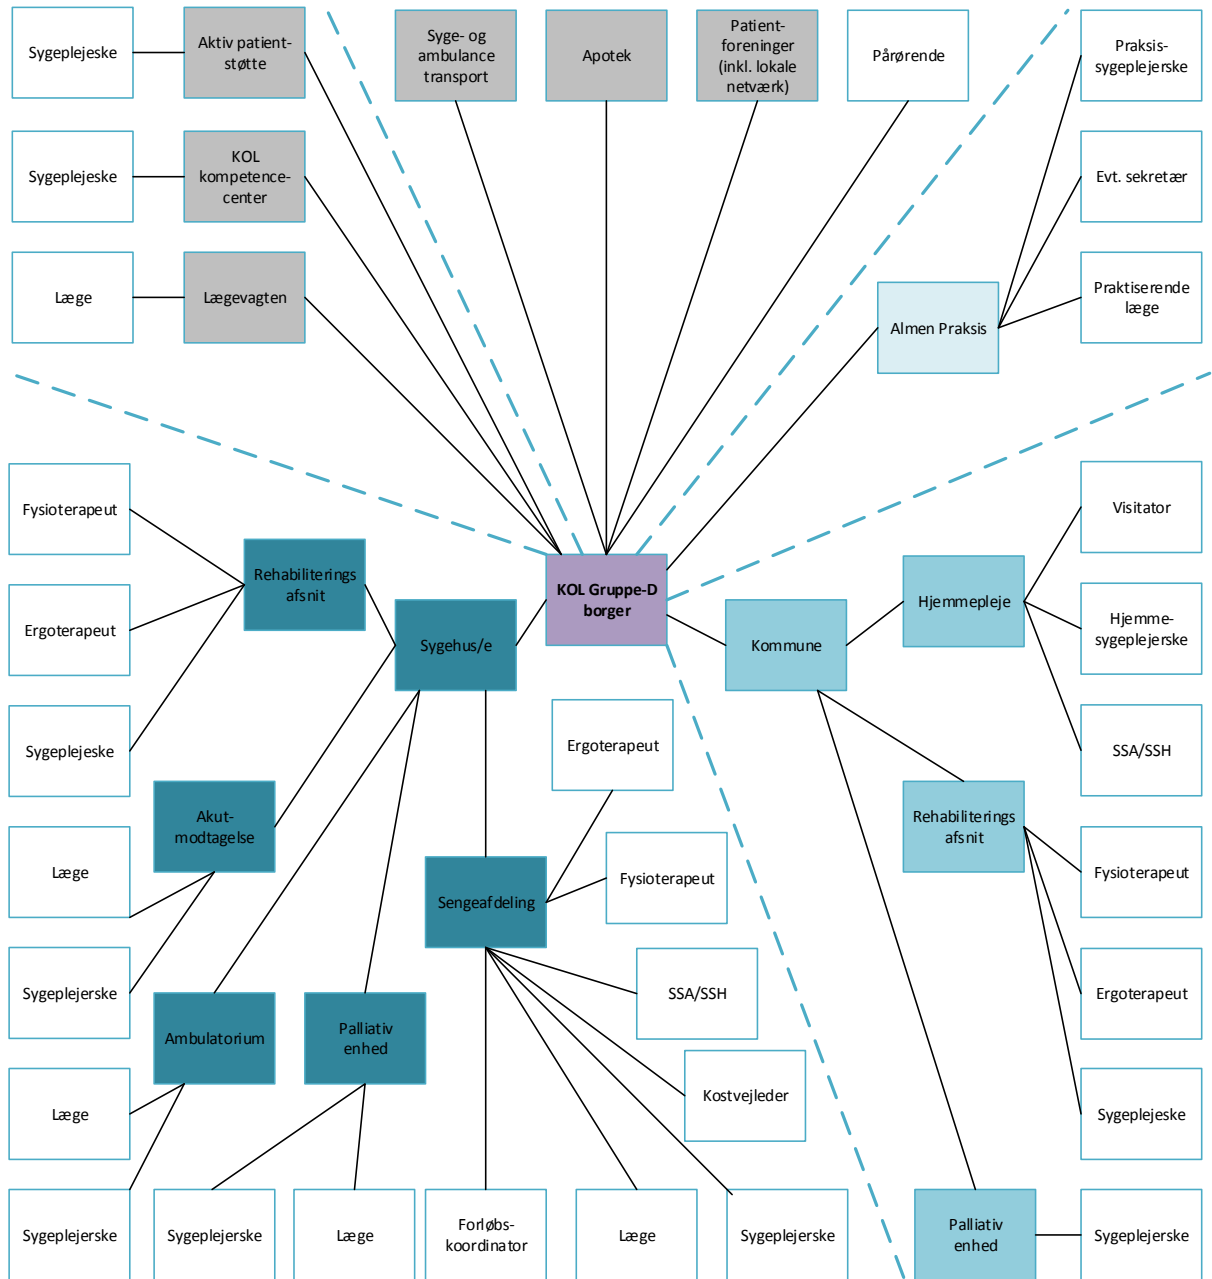 Sygeplejeske
Aktiv patient-
støtte
Syge- og
ambulance
transport
Apotek
Patient-
foreninger
(inkl. lokale
netværk)
Pårørende
Praksis-
sygeplejerske
Sygeplejeske
KOL
kompetence-
center
Evt. sekretær
Læge
Lægevagten
Almen Praksis
Praktiserende
læge
Fysioterapeut
Rehabiliterings
afsnit
Ergoterapeut
Sygeplejeske
Sygehus/e
KOL Gruppe-D
borger
Kommune
Hjemmepleje
Visitator
Hjemme-
sygeplejerske
SSA/SSH
Ergoterapeut
Akut-
modtagelse
Læge
Sygeplejerske
Sengeafdeling
Fysioterapeut
Rehabiliterings
afsnit
Fysioterapeut
Ergoterapeut
Sygeplejeske
SSA/SSH
Kostvejleder
Ambulatorium
Palliativ
enhed
Læge
Sygeplejerske
Sygeplejerske
Læge
Forløbs-
koordinator
Læge
Sygeplejerske
Palliativ
enhed
Sygeplejerske